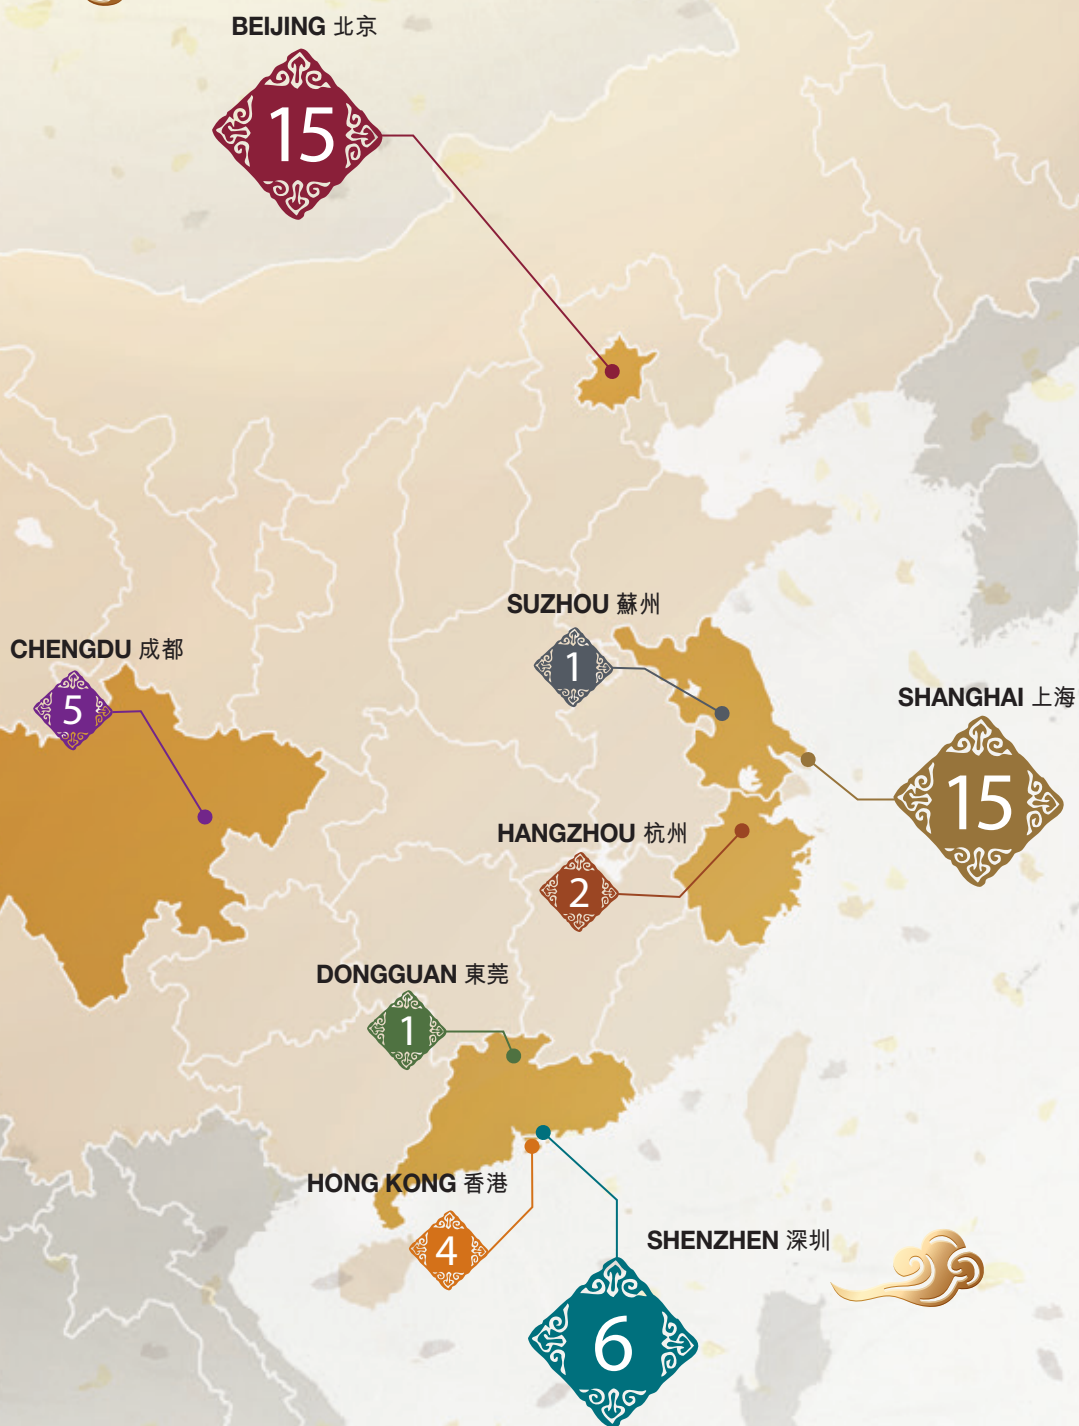 BEIJING 北京
15
SUZHOU 蘇州
1
CHENGDU 成都
5
SHANGHAI 上海
15
HANGZHOU 杭州
2
DONGGUAN 東莞
1
HONG KONG 香港
4
SHENZHEN 深圳
6